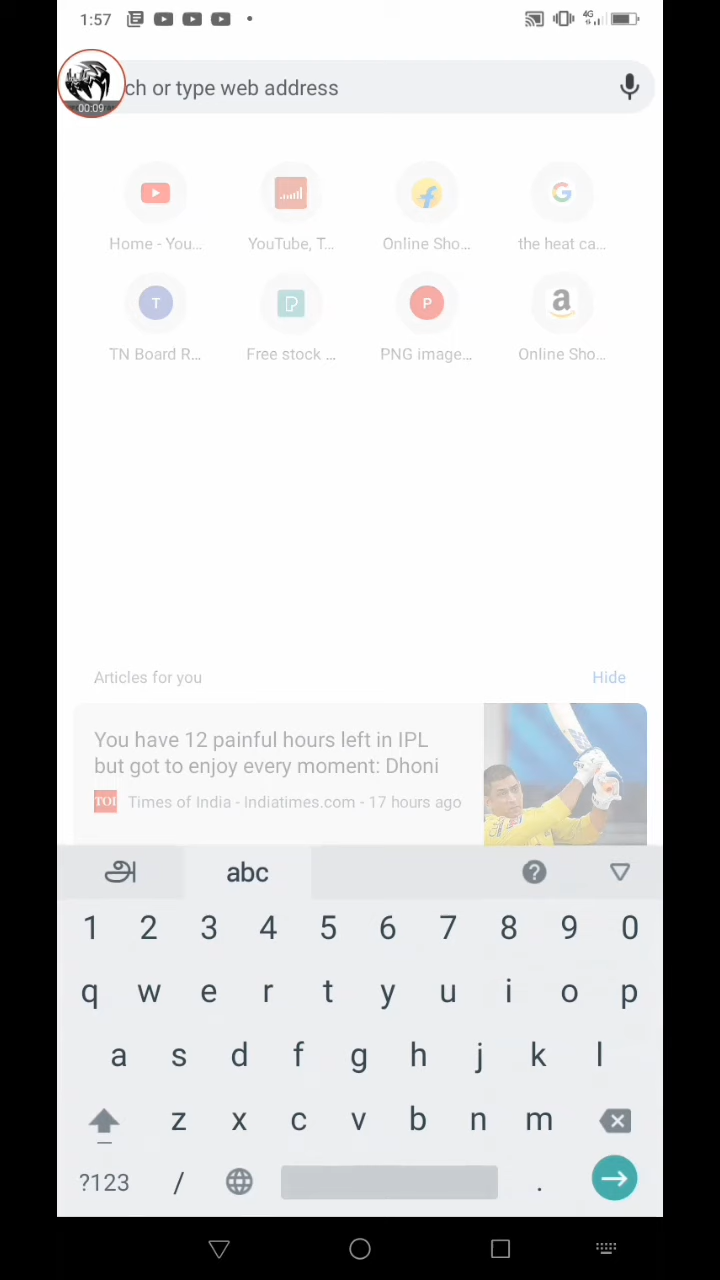 1:57
ch or type web address
00:09
Home - You...
YouTube, T...
Online Sho...
the heat ca...
T
P
a
TN Board R...
Free stock ...
PNG image...
Online Sho...
Articles for you
Hide
You have 12 painful hours left in IPL
but got to enjoy every moment: Dhoni
TOI Times of India - Indiatimes.com - 17 hours ago
அ abc ?
1 2 3 4 5 6 7 8 9 0
q w e r t y u i o p
a s d f g h j k l
z x c v b n m
?123 / .